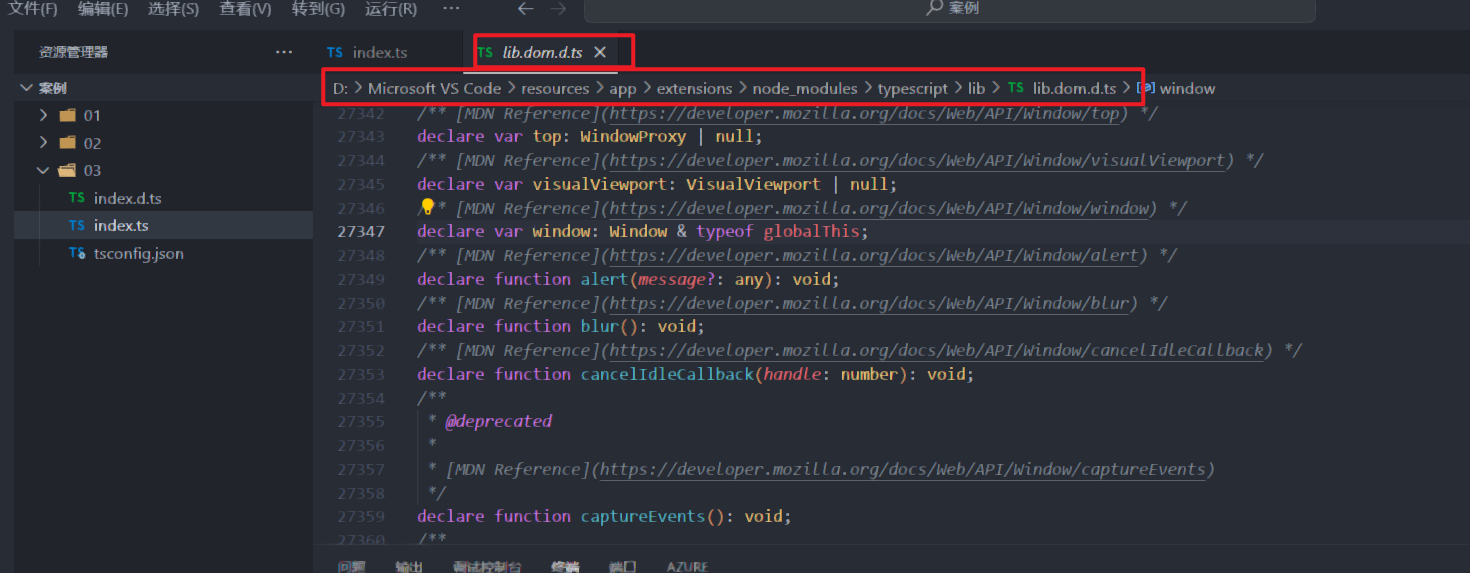 文件(F) 编辑(E) 选择(S) 查看(V) 转到(G) 运行(R) ··· ← → 案例
资源管理器 ··· TS index.ts TS lib.dom.d.ts ×
案例
01
02
03
TS index.d.ts
TS index.ts
TS tsconfig.json
D: > Microsoft VS Code > resources > app > extensions > node_modules > typescript > lib > TS lib.dom.d.ts > window
27342 /** [MDN Reference](https://developer.mozilla.org/docs/Web/API/Window/top) */
27343 declare var top: WindowProxy | null;
27344 /** [MDN Reference](https://developer.mozilla.org/docs/Web/API/Window/visualViewport) */
27345 declare var visualViewport: VisualViewport | null;
27346 /** [MDN Reference](https://developer.mozilla.org/docs/Web/API/Window/window) */
27347 declare var window: Window & typeof globalThis;
27348 /** [MDN Reference](https://developer.mozilla.org/docs/Web/API/Window/alert) */
27349 declare function alert(message?: any): void;
27350 /** [MDN Reference](https://developer.mozilla.org/docs/Web/API/Window/blur) */
27351 declare function blur(): void;
27352 /** [MDN Reference](https://developer.mozilla.org/docs/Web/API/Window/cancelIdleCallback) */
27353 declare function cancelIdleCallback(handle: number): void;
27354 /**
27355 * @deprecated
27356 *
27357 * [MDN Reference](https://developer.mozilla.org/docs/Web/API/Window/captureEvents)
27358 */
27359 declare function captureEvents(): void;
27360 /**
问题 输出 调试控制台 终端 端口 AZURE